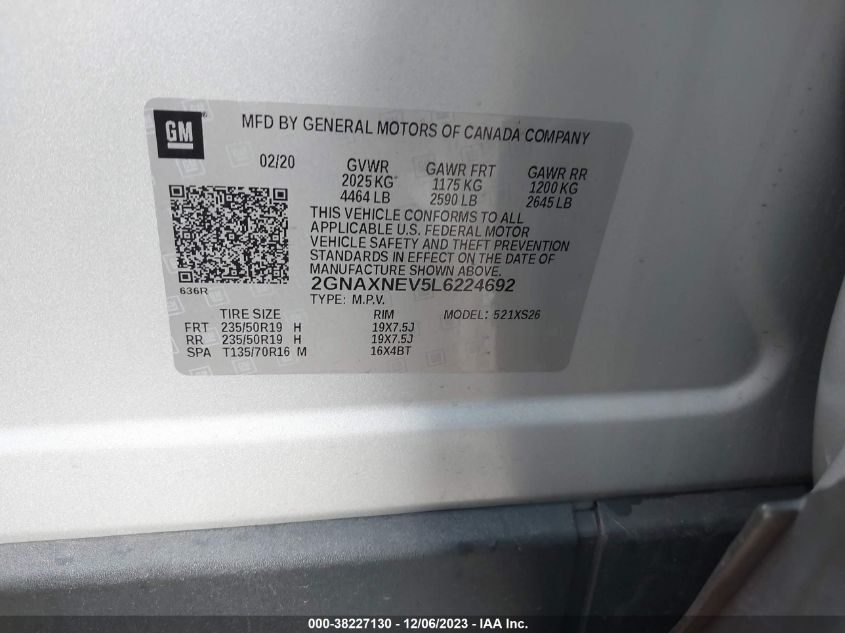 GM ®
MFD BY GENERAL MOTORS OF CANADA COMPANY
02/20 GVWR GAWR FRT GAWR RR
2025 KG 1175 KG 1200 KG
4464 LB 2590 LB 2645 LB
THIS VEHICLE CONFORMS TO ALL
APPLICABLE U.S. FEDERAL MOTOR
VEHICLE SAFETY AND THEFT PREVENTION
STANDARDS IN EFFECT ON THE DATE OF
MANUFACTURE SHOWN ABOVE.
636R
2GNAXNEV5L6224692
TYPE: M.P.V. MODEL: 521XS26
TIRE SIZE RIM
FRT 235/50R19 H 19X7.5J
RR 235/50R19 H 19X7.5J
SPA T135/70R16 M 16X4BT
000-38227130 - 12/06/2023 - IAA Inc.